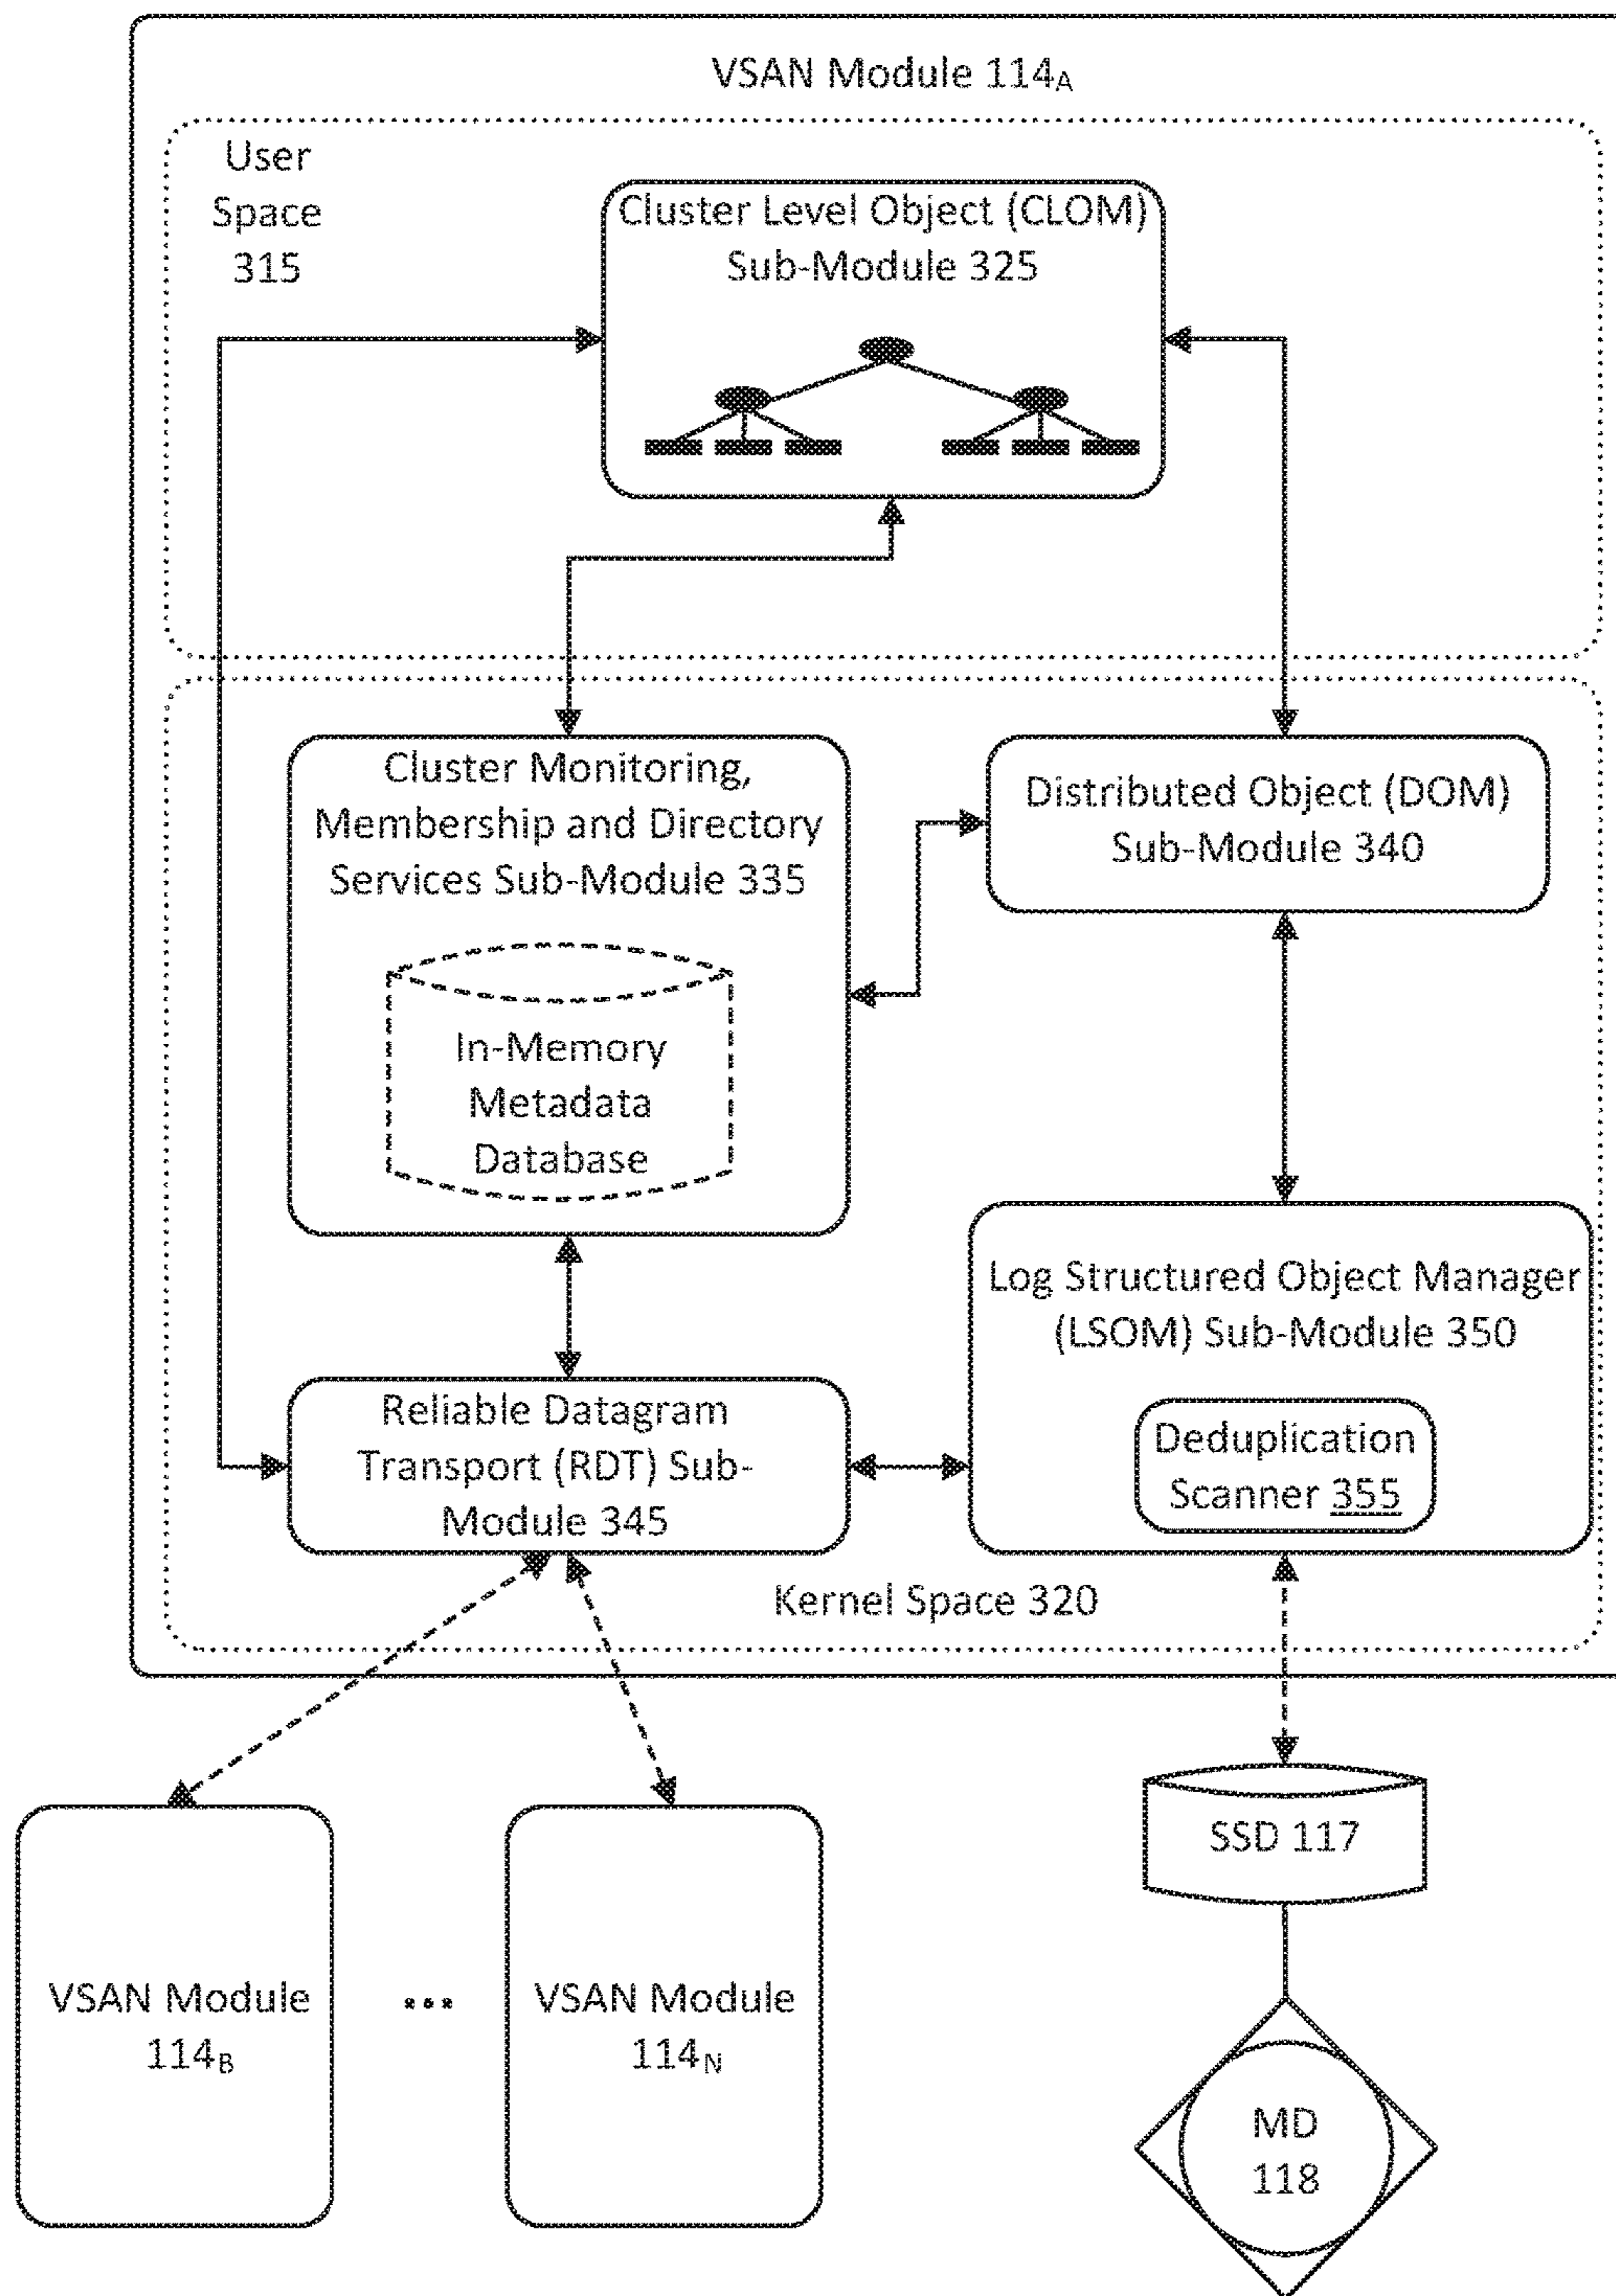 VSAN Module 114A
User
Space
315
Cluster Level Object (CLOM)
Sub-Module 325
Cluster Monitoring,
Membership and Directory
Services Sub-Module 335
In-Memory
Metadata
Database
Distributed Object (DOM)
Sub-Module 340
Log Structured Object Manager
(LSOM) Sub-Module 350
Deduplication
Scanner 355
Reliable Datagram
Transport (RDT) Sub-
Module 345
Kernel Space 320
VSAN Module
114B
...
VSAN Module
114N
SSD 117
MD
118